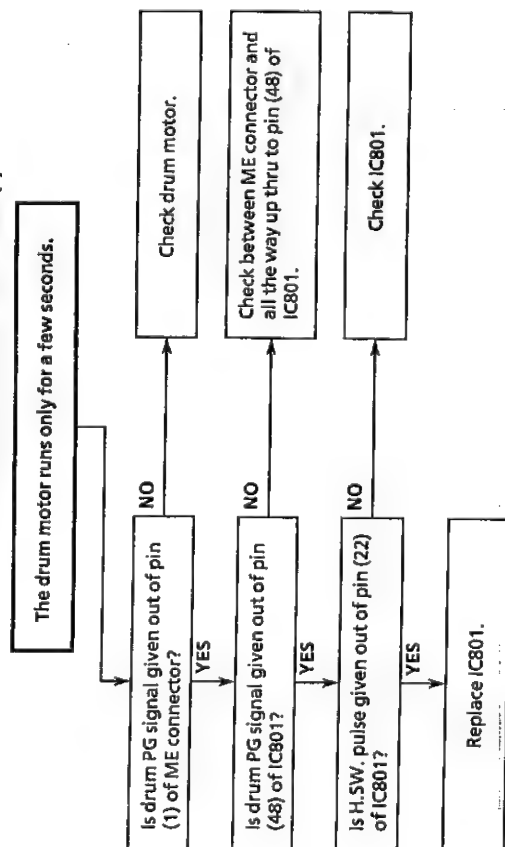 The drum motor runs only for a few seconds.
Is drum PG signal given out of pin
(1) of ME connector?
NO
Check drum motor.
YES
Is drum PG signal given out of pin
(48) of IC801?
NO
Check between ME connector and
all the way up thru to pin (48) of
IC801.
YES
Is H.SW. pulse given out of pin (22)
of IC801?
NO
Check IC801.
YES
Replace IC801.